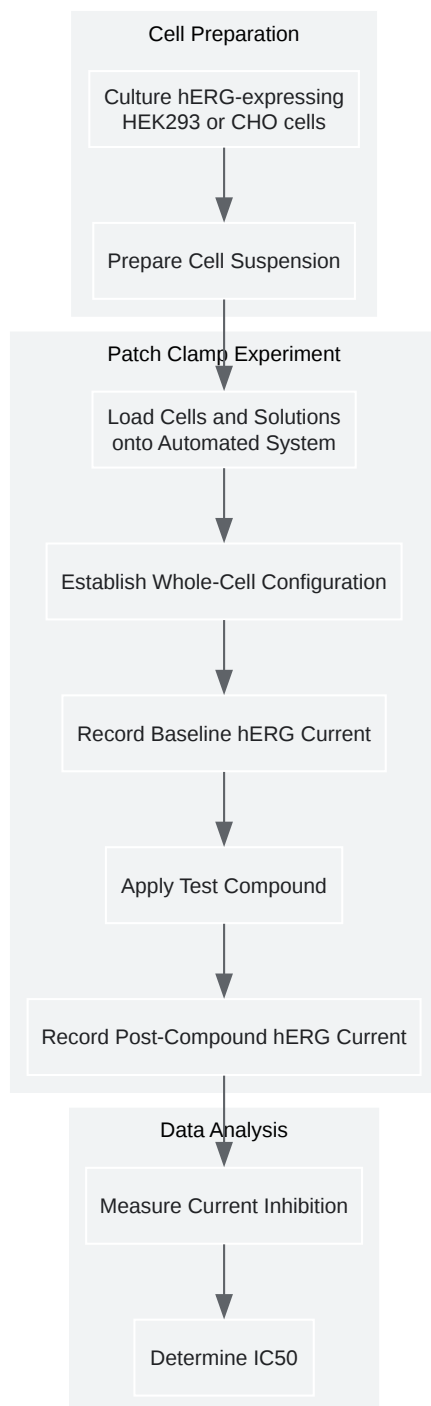 Cell Preparation
Culture hERG-expressing
HEK293 or CHO cells
Prepare Cell Suspension
Patch Clamp Experiment
Load Cells and Solutions
onto Automated System
Establish Whole-Cell Configuration
Record Baseline hERG Current
Apply Test Compound
Record Post-Compound hERG Current
Data Analysis
Measure Current Inhibition
Determine IC50